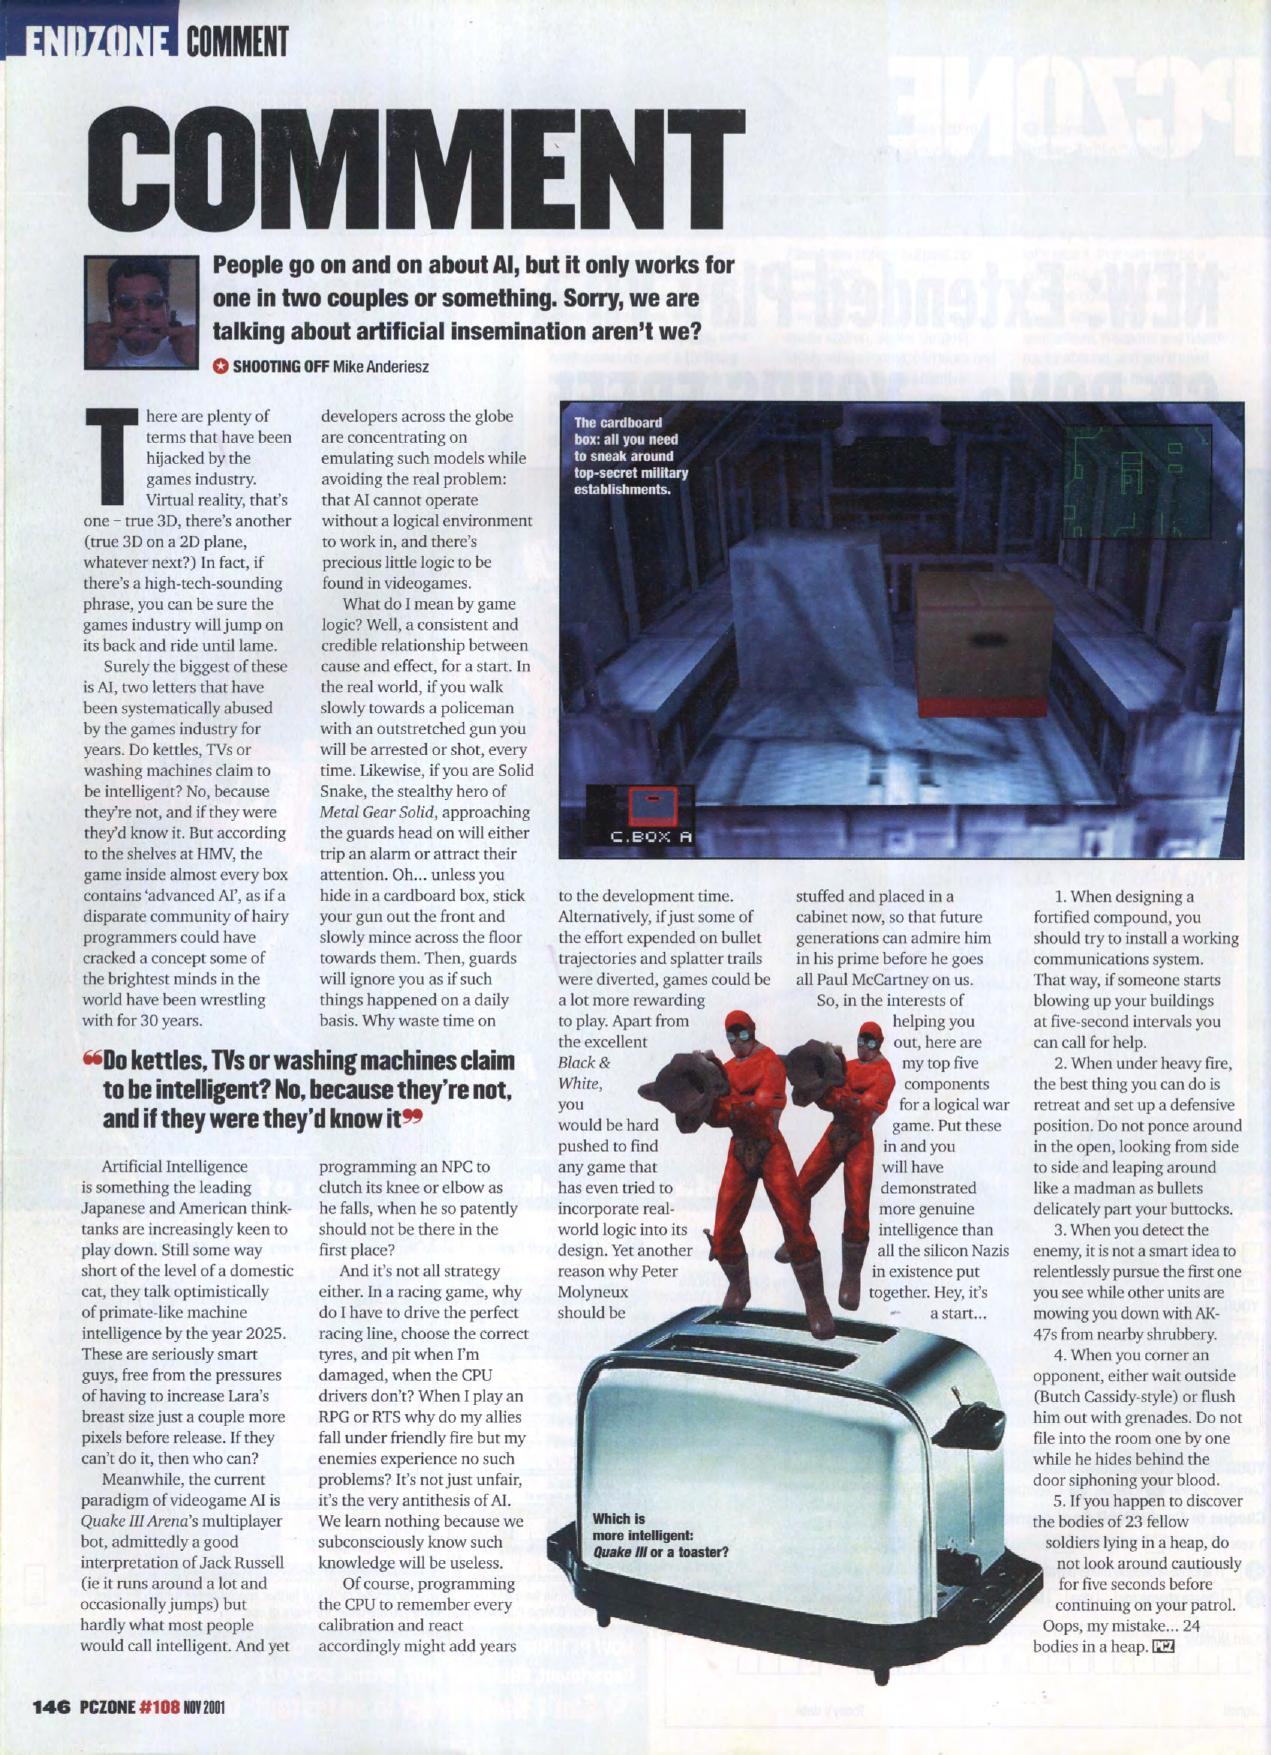 ENDZONE COMMENT
COMMENT
People go on and on about AI, but it only works for
one in two couples or something. Sorry, we are
talking about artificial insemination aren't we?
SHOOTING OFF Mike Anderiesz
There are plenty of
terms that have been
hijacked by the
games industry.
Virtual reality, that's
one – true 3D, there's another
(true 3D on a 2D plane,
whatever next?) In fact, if
there's a high-tech-sounding
phrase, you can be sure the
games industry will jump on
its back and ride until lame.
Surely the biggest of these
is AI, two letters that have
been systematically abused
by the games industry for
years. Do kettles, TVs or
washing machines claim to
be intelligent? No, because
they're not, and if they were
they'd know it. But according
to the shelves at HMV, the
game inside almost every box
contains 'advanced AI', as if a
disparate community of hairy
programmers could have
cracked a concept some of
the brightest minds in the
world have been wrestling
with for 30 years.
“Do kettles, TVs or washing machines claim
to be intelligent? No, because they're not,
and if they were they'd know it”
Artificial Intelligence
is something the leading
Japanese and American think-
tanks are increasingly keen to
play down. Still some way
short of the level of a domestic
cat, they talk optimistically
of primate-like machine
intelligence by the year 2025.
These are seriously smart
guys, free from the pressures
of having to increase Lara's
breast size just a couple more
pixels before release. If they
can't do it, then who can?
Meanwhile, the current
paradigm of videogame AI is
Quake III Arena's multiplayer
bot, admittedly a good
interpretation of Jack Russell
(ie it runs around a lot and
occasionally jumps) but
hardly what most people
would call intelligent. And yet
developers across the globe
are concentrating on
emulating such models while
avoiding the real problem:
that AI cannot operate
without a logical environment
to work in, and there's
precious little logic to be
found in videogames.
What do I mean by game
logic? Well, a consistent and
credible relationship between
cause and effect, for a start. In
the real world, if you walk
slowly towards a policeman
with an outstretched gun you
will be arrested or shot, every
time. Likewise, if you are Solid
Snake, the stealthy hero of
Metal Gear Solid, approaching
the guards head on will either
trip an alarm or attract their
attention. Oh... unless you
hide in a cardboard box, stick
your gun out the front and
slowly mince across the floor
towards them. Then, guards
will ignore you as if such
things happened on a daily
basis. Why waste time on
programming an NPC to
clutch its knee or elbow as
he falls, when he so patently
should not be there in the
first place?
And it's not all strategy
either. In a racing game, why
do I have to drive the perfect
racing line, choose the correct
tyres, and pit when I'm
damaged, when the CPU
drivers don't? When I play an
RPG or RTS why do my allies
fall under friendly fire but my
enemies experience no such
problems? It's not just unfair,
it's the very antithesis of AI.
We learn nothing because we
subconsciously know such
knowledge will be useless.
Of course, programming
the CPU to remember every
calibration and react
accordingly might add years
The cardboard
box: all you need
to sneak around
top-secret military
establishments.
C.BOX A
to the development time.
Alternatively, if just some of
the effort expended on bullet
trajectories and splatter trails
were diverted, games could be
a lot more rewarding
to play. Apart from
the excellent
Black &
White,
you
would be hard
pushed to find
any game that
has even tried to
incorporate real-
world logic into its
design. Yet another
reason why Peter
Molyneux
should be
stuffed and placed in a
cabinet now, so that future
generations can admire him
in his prime before he goes
all Paul McCartney on us.
So, in the interests of
helping you
out, here are
my top five
components
for a logical war
game. Put these
in and you
will have
demonstrated
more genuine
intelligence than
all the silicon Nazis
in existence put
together. Hey, it's
a start...
Which is
more intelligent:
Quake III or a toaster?
1. When designing a
fortified compound, you
should try to install a working
communications system.
That way, if someone starts
blowing up your buildings
at five-second intervals you
can call for help.
2. When under heavy fire,
the best thing you can do is
retreat and set up a defensive
position. Do not ponce around
in the open, looking from side
to side and leaping around
like a madman as bullets
delicately part your buttocks.
3. When you detect the
enemy, it is not a smart idea to
relentlessly pursue the first one
you see while other units are
mowing you down with AK-
47s from nearby shrubbery.
4. When you corner an
opponent, either wait outside
(Butch Cassidy-style) or flush
him out with grenades. Do not
file into the room one by one
while he hides behind the
door siphoning your blood.
5. If you happen to discover
the bodies of 23 fellow
soldiers lying in a heap, do
not look around cautiously
for five seconds before
continuing on your patrol.
Oops, my mistake... 24
bodies in a heap. PCZ
146 PCZONE #108 NOV 2001